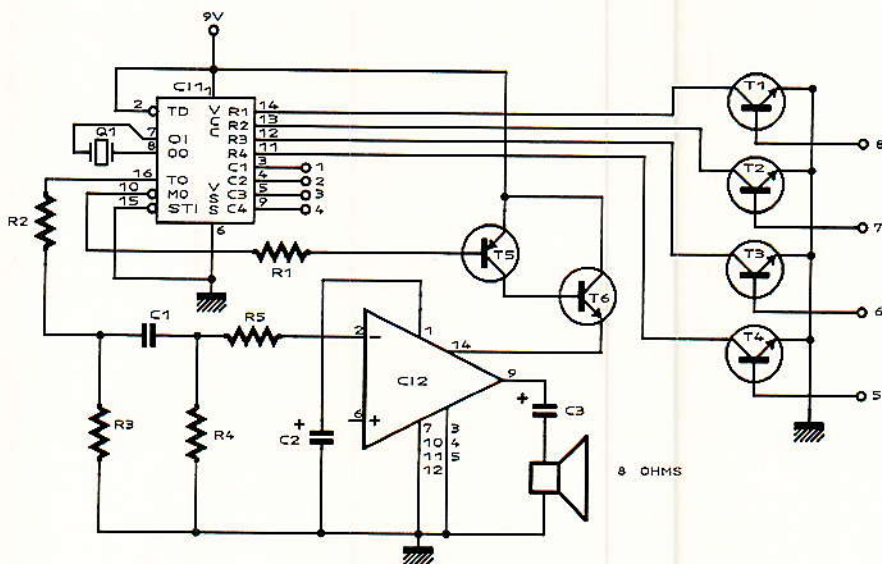 9V
CI1
1
2
TD
VCC
R1
14
R2
13
R3
12
R4
11
Q1
7
OI
8
OO
C1
3
1
C2
4
2
C3
5
3
C4
9
4
16
TO
10
MO
15
STI
VSS
6
R2
R1
T5
T6
T1
8
T2
7
T3
6
T4
5
C1
R5
2
-
1
14
CI2
9
6
+
R3
R4
+
C2
7
10
11
12
3
4
5
+
C3
8 OHMS